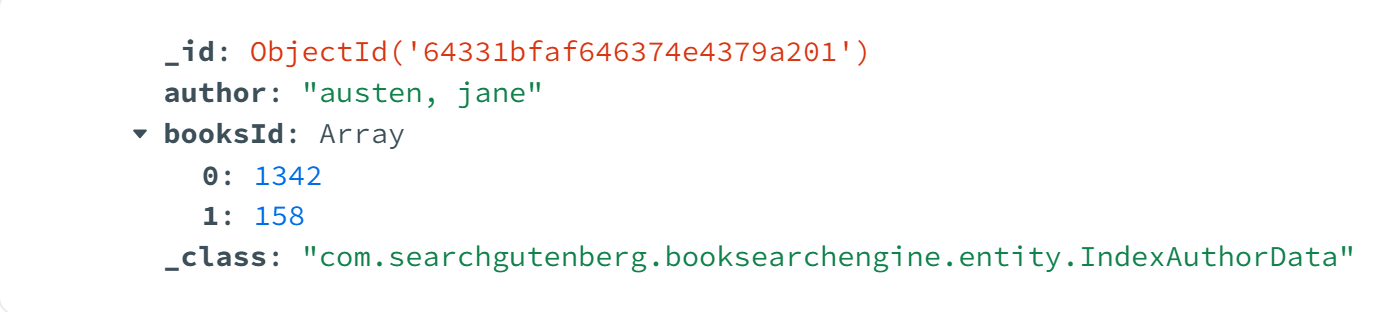 _id: ObjectId('64331bfaf646374e4379a201')
author: "austen, jane"
booksId: Array
0: 1342
1: 158
_class: "com.searchgutenberg.booksearchengine.entity.IndexAuthorData"